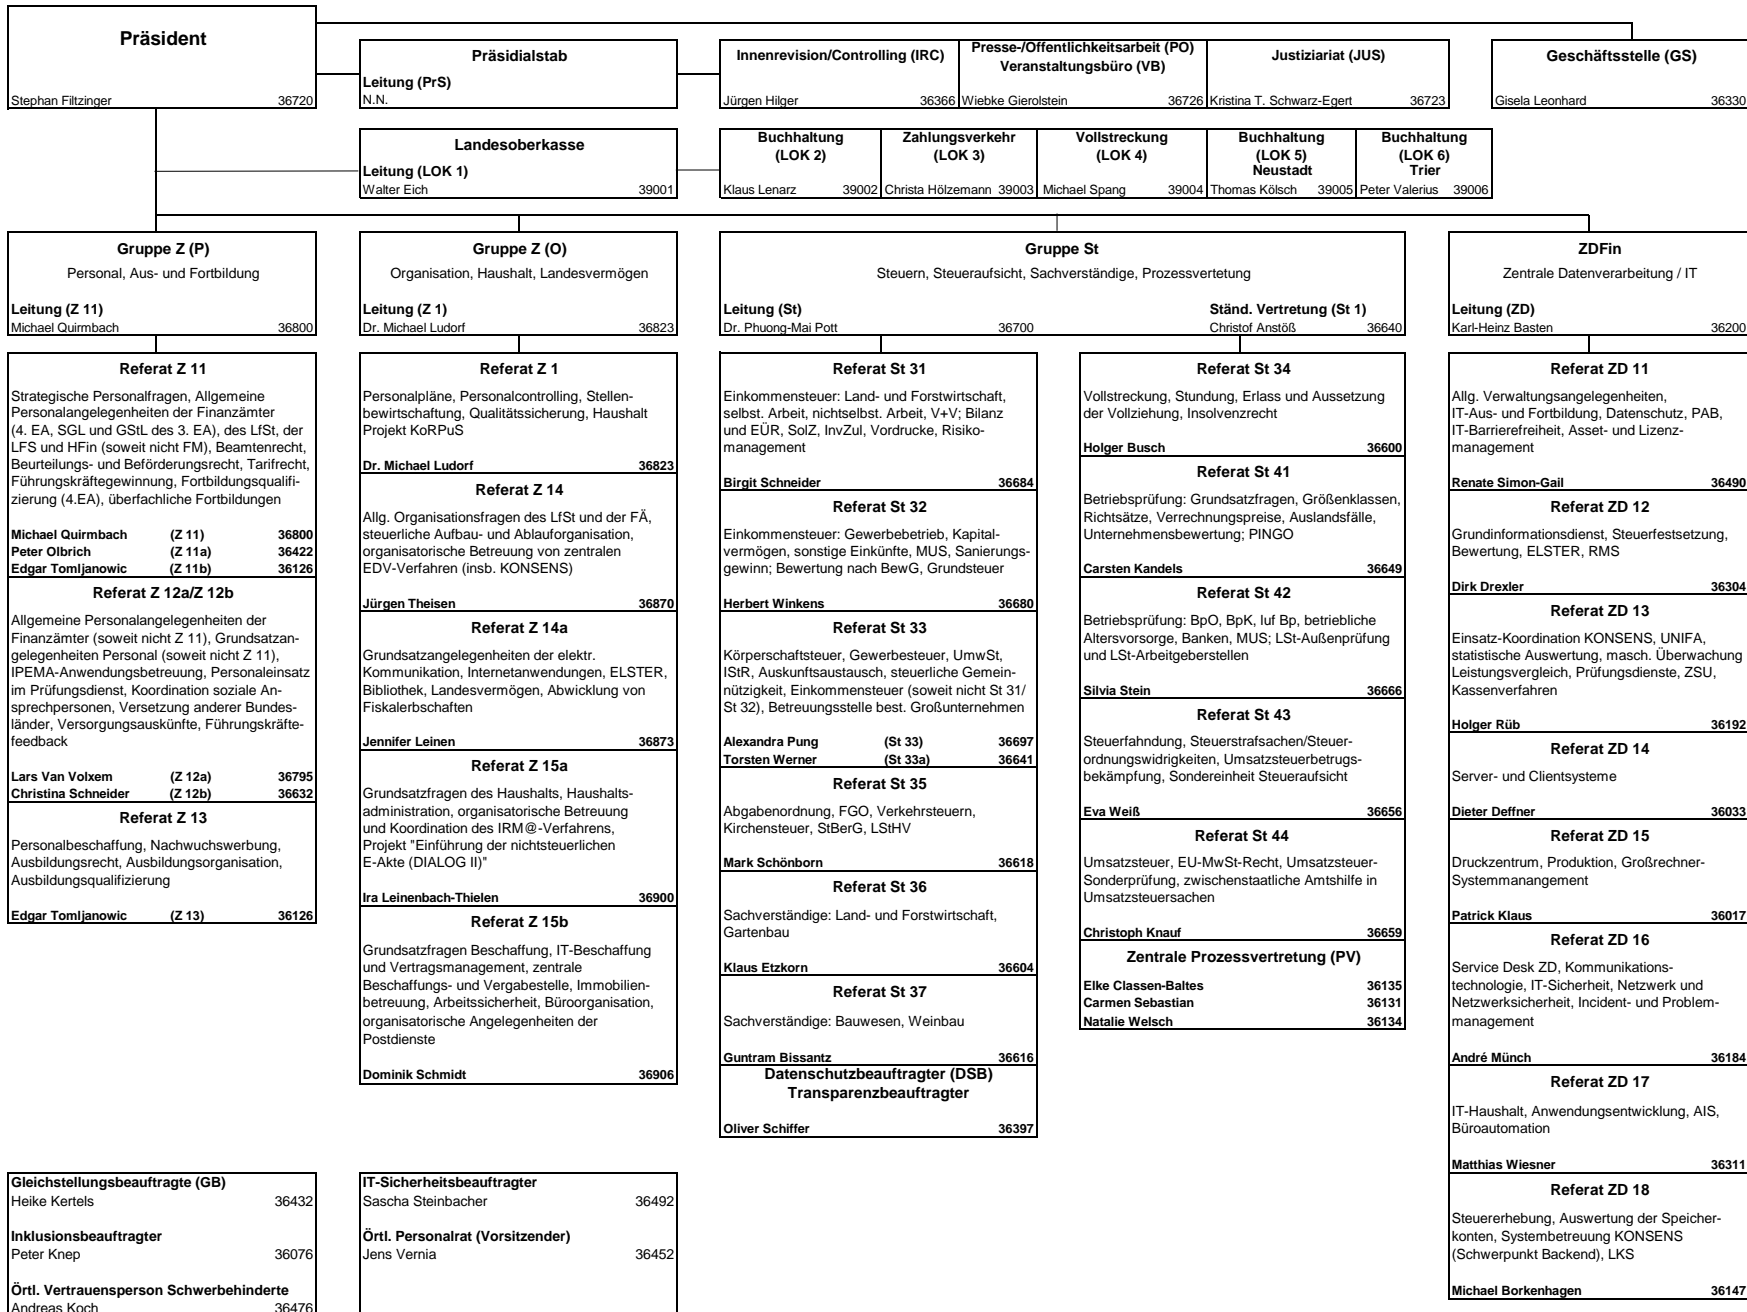 Präsident
Stephan Filtzinger 36720
Präsidialstab
Leitung (PrS)
N.N.
Innenrevision/Controlling (IRC)
Jürgen Hilger 36366
Presse-/Öffentlichkeitsarbeit (PO)
Veranstaltungsbüro (VB)
Wiebke Gierolstein 36726
Justiziariat (JUS)
Kristina T. Schwarz-Egert 36723
Geschäftsstelle (GS)
Gisela Leonhard 36330
Landesoberkasse
Leitung (LOK 1)
Walter Eich 39001
Buchhaltung
(LOK 2)
Klaus Lenarz 39002
Zahlungsverkehr
(LOK 3)
Christa Hölzemann 39003
Vollstreckung
(LOK 4)
Michael Spang 39004
Buchhaltung
(LOK 5)
Neustadt
Thomas Kölsch 39005
Buchhaltung
(LOK 6)
Trier
Peter Valerius 39006
Gruppe Z (P)
Personal, Aus- und Fortbildung
Leitung (Z 11)
Michael Quirmbach 36800
Referat Z 11
Strategische Personalfragen, Allgemeine
Personalangelegenheiten der Finanzämter
(4. EA, SGL und GStL des 3. EA), des LfSt, der
LFS und HFin (soweit nicht FM), Beamtenrecht,
Beurteilungs- und Beförderungsrecht, Tarifrecht,
Führungskräftegewinnung, Fortbildungsqualifi-
zierung (4.EA), überfachliche Fortbildungen
Michael Quirmbach (Z 11) 36800
Peter Olbrich (Z 11a) 36422
Edgar Tomljanowic (Z 11b) 36126
Referat Z 12a/Z 12b
Allgemeine Personalangelegenheiten der
Finanzämter (soweit nicht Z 11), Grundsatzan-
gelegenheiten Personal (soweit nicht Z 11),
IPEMA-Anwendungsbetreuung, Personaleinsatz
im Prüfungsdienst, Koordination soziale An-
sprechpersonen, Versetzung anderer Bundes-
länder, Versorgungsauskünfte, Führungskräfte-
feedback
Lars Van Volxem (Z 12a) 36795
Christina Schneider (Z 12b) 36632
Referat Z 13
Personalbeschaffung, Nachwuchswerbung,
Ausbildungsrecht, Ausbildungsorganisation,
Ausbildungsqualifizierung
Edgar Tomljanowic (Z 13) 36126
Gruppe Z (O)
Organisation, Haushalt, Landesvermögen
Leitung (Z 1)
Dr. Michael Ludorf 36823
Referat Z 1
Personalpläne, Personalcontrolling, Stellen-
bewirtschaftung, Qualitätssicherung, Haushalt
Projekt KoRPuS
Dr. Michael Ludorf 36823
Referat Z 14
Allg. Organisationsfragen des LfSt und der FÄ,
steuerliche Aufbau- und Ablauforganisation,
organisatorische Betreuung von zentralen
EDV-Verfahren (insb. KONSENS)
Jürgen Theisen 36870
Referat Z 14a
Grundsatzangelegenheiten der elektr.
Kommunikation, Internetanwendungen, ELSTER,
Bibliothek, Landesvermögen, Abwicklung von
Fiskalerbschaften
Jennifer Leinen 36873
Referat Z 15a
Grundsatzfragen des Haushalts, Haushalts-
administration, organisatorische Betreuung
und Koordination des IRM@-Verfahrens,
Projekt "Einführung der nichtsteuerlichen
E-Akte (DIALOG II)"
Ira Leinenbach-Thielen 36900
Referat Z 15b
Grundsatzfragen Beschaffung, IT-Beschaffung
und Vertragsmanagement, zentrale
Beschaffungs- und Vergabestelle, Immobilien-
betreuung, Arbeitssicherheit, Büroorganisation,
organisatorische Angelegenheiten der
Postdienste
Dominik Schmidt 36906
Gruppe St
Steuern, Steueraufsicht, Sachverständige, Prozessvertetung
Leitung (St)
Dr. Phuong-Mai Pott 36700
Ständ. Vertretung (St 1)
Christof Anstöß 36640
Referat St 31
Einkommensteuer: Land- und Forstwirtschaft,
selbst. Arbeit, nichtselbst. Arbeit, V+V; Bilanz
und EÜR, SolZ, InvZul, Vordrucke, Risiko-
management
Birgit Schneider 36684
Referat St 32
Einkommensteuer: Gewerbebetrieb, Kapital-
vermögen, sonstige Einkünfte, MUS, Sanierungs-
gewinn; Bewertung nach BewG, Grundsteuer
Herbert Winkens 36680
Referat St 33
Körperschaftsteuer, Gewerbesteuer, UmwSt,
IStR, Auskunftsaustausch, steuerliche Gemein-
nützigkeit, Einkommensteuer (soweit nicht St 31/
St 32), Betreuungsstelle best. Großunternehmen
Alexandra Pung (St 33) 36697
Torsten Werner (St 33a) 36641
Referat St 35
Abgabenordnung, FGO, Verkehrsteuern,
Kirchensteuer, StBerG, LStHV
Mark Schönborn 36618
Referat St 36
Sachverständige: Land- und Forstwirtschaft,
Gartenbau
Klaus Etzkorn 36604
Referat St 37
Sachverständige: Bauwesen, Weinbau
Guntram Bissantz 36616
Datenschutzbeauftragter (DSB)
Transparenzbeauftragter
Oliver Schiffer 36397
Referat St 34
Vollstreckung, Stundung, Erlass und Aussetzung
der Vollziehung, Insolvenzrecht
Holger Busch 36600
Referat St 41
Betriebsprüfung: Grundsatzfragen, Größenklassen,
Richtsätze, Verrechnungspreise, Auslandsfälle,
Unternehmensbewertung; PINGO
Carsten Kandels 36649
Referat St 42
Betriebsprüfung: BpO, BpK, luf Bp, betriebliche
Altersvorsorge, Banken, MUS; LSt-Außenprüfung
und LSt-Arbeitgeberstellen
Silvia Stein 36666
Referat St 43
Steuerfahndung, Steuerstrafsachen/Steuer-
ordnungswidrigkeiten, Umsatzsteuerbetrugs-
bekämpfung, Sondereinheit Steueraufsicht
Eva Weiß 36656
Referat St 44
Umsatzsteuer, EU-MwSt-Recht, Umsatzsteuer-
Sonderprüfung, zwischenstaatliche Amtshilfe in
Umsatzsteuersachen
Christoph Knauf 36659
Zentrale Prozessvertretung (PV)
Elke Classen-Baltes 36135
Carmen Sebastian 36131
Natalie Welsch 36134
ZDFin
Zentrale Datenverarbeitung / IT
Leitung (ZD)
Karl-Heinz Basten 36200
Referat ZD 11
Allg. Verwaltungsangelegenheiten,
IT-Aus- und Fortbildung, Datenschutz, PAB,
IT-Barrierefreiheit, Asset- und Lizenz-
management
Renate Simon-Gail 36490
Referat ZD 12
Grundinformationsdienst, Steuerfestsetzung,
Bewertung, ELSTER, RMS
Dirk Drexler 36304
Referat ZD 13
Einsatz-Koordination KONSENS, UNIFA,
statistische Auswertung, masch. Überwachung
Leistungsvergleich, Prüfungsdienste, ZSU,
Kassenverfahren
Holger Rüb 36192
Referat ZD 14
Server- und Clientsysteme
Dieter Deffner 36033
Referat ZD 15
Druckzentrum, Produktion, Großrechner-
Systemmanangement
Patrick Klaus 36017
Referat ZD 16
Service Desk ZD, Kommunikations-
technologie, IT-Sicherheit, Netzwerk und
Netzwerksicherheit, Incident- und Problem-
management
André Münch 36184
Referat ZD 17
IT-Haushalt, Anwendungsentwicklung, AIS,
Büroautomation
Matthias Wiesner 36311
Referat ZD 18
Steuererhebung, Auswertung der Speicher-
konten, Systembetreuung KONSENS
(Schwerpunkt Backend), LKS
Michael Borkenhagen 36147
Gleichstellungsbeauftragte (GB)
Heike Kertels 36432
Inklusionsbeauftragter
Peter Knep 36076
Örtl. Vertrauensperson Schwerbehinderte
Andreas Koch 36476
IT-Sicherheitsbeauftragter
Sascha Steinbacher 36492
Örtl. Personalrat (Vorsitzender)
Jens Vernia 36452